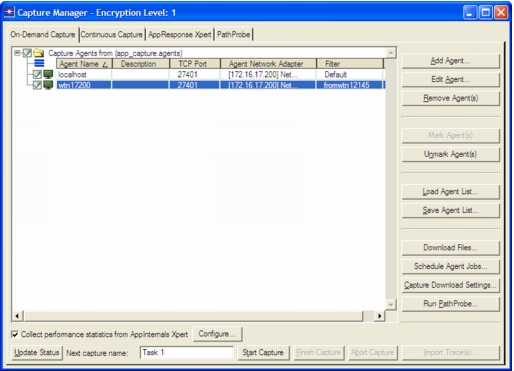 Capture Manager - Encryption Level: 1
On-Demand Capture Continuous Capture AppResponse Xpert PathProbe
Capture Agents from (app_capture.agents)
Agent Name Description TCP Port Agent Network Adapter Filter
localhost 27401 [172.16.17.200] Net... Default
wtn17200 27401 [172.16.17.200] Net... fromwtn12145
Add Agent...
Edit Agent...
Remove Agent(s)
Mark Agent(s)
Unmark Agent(s)
Load Agent List...
Save Agent List...
Download Files...
Schedule Agent Jobs...
Capture Download Settings...
Run PathProbe...
Collect performance statistics from AppInternals Xpert Configure...
Update Status Next capture name: Task 1 Start Capture Finish Capture Abort Capture Import Trace(s)...